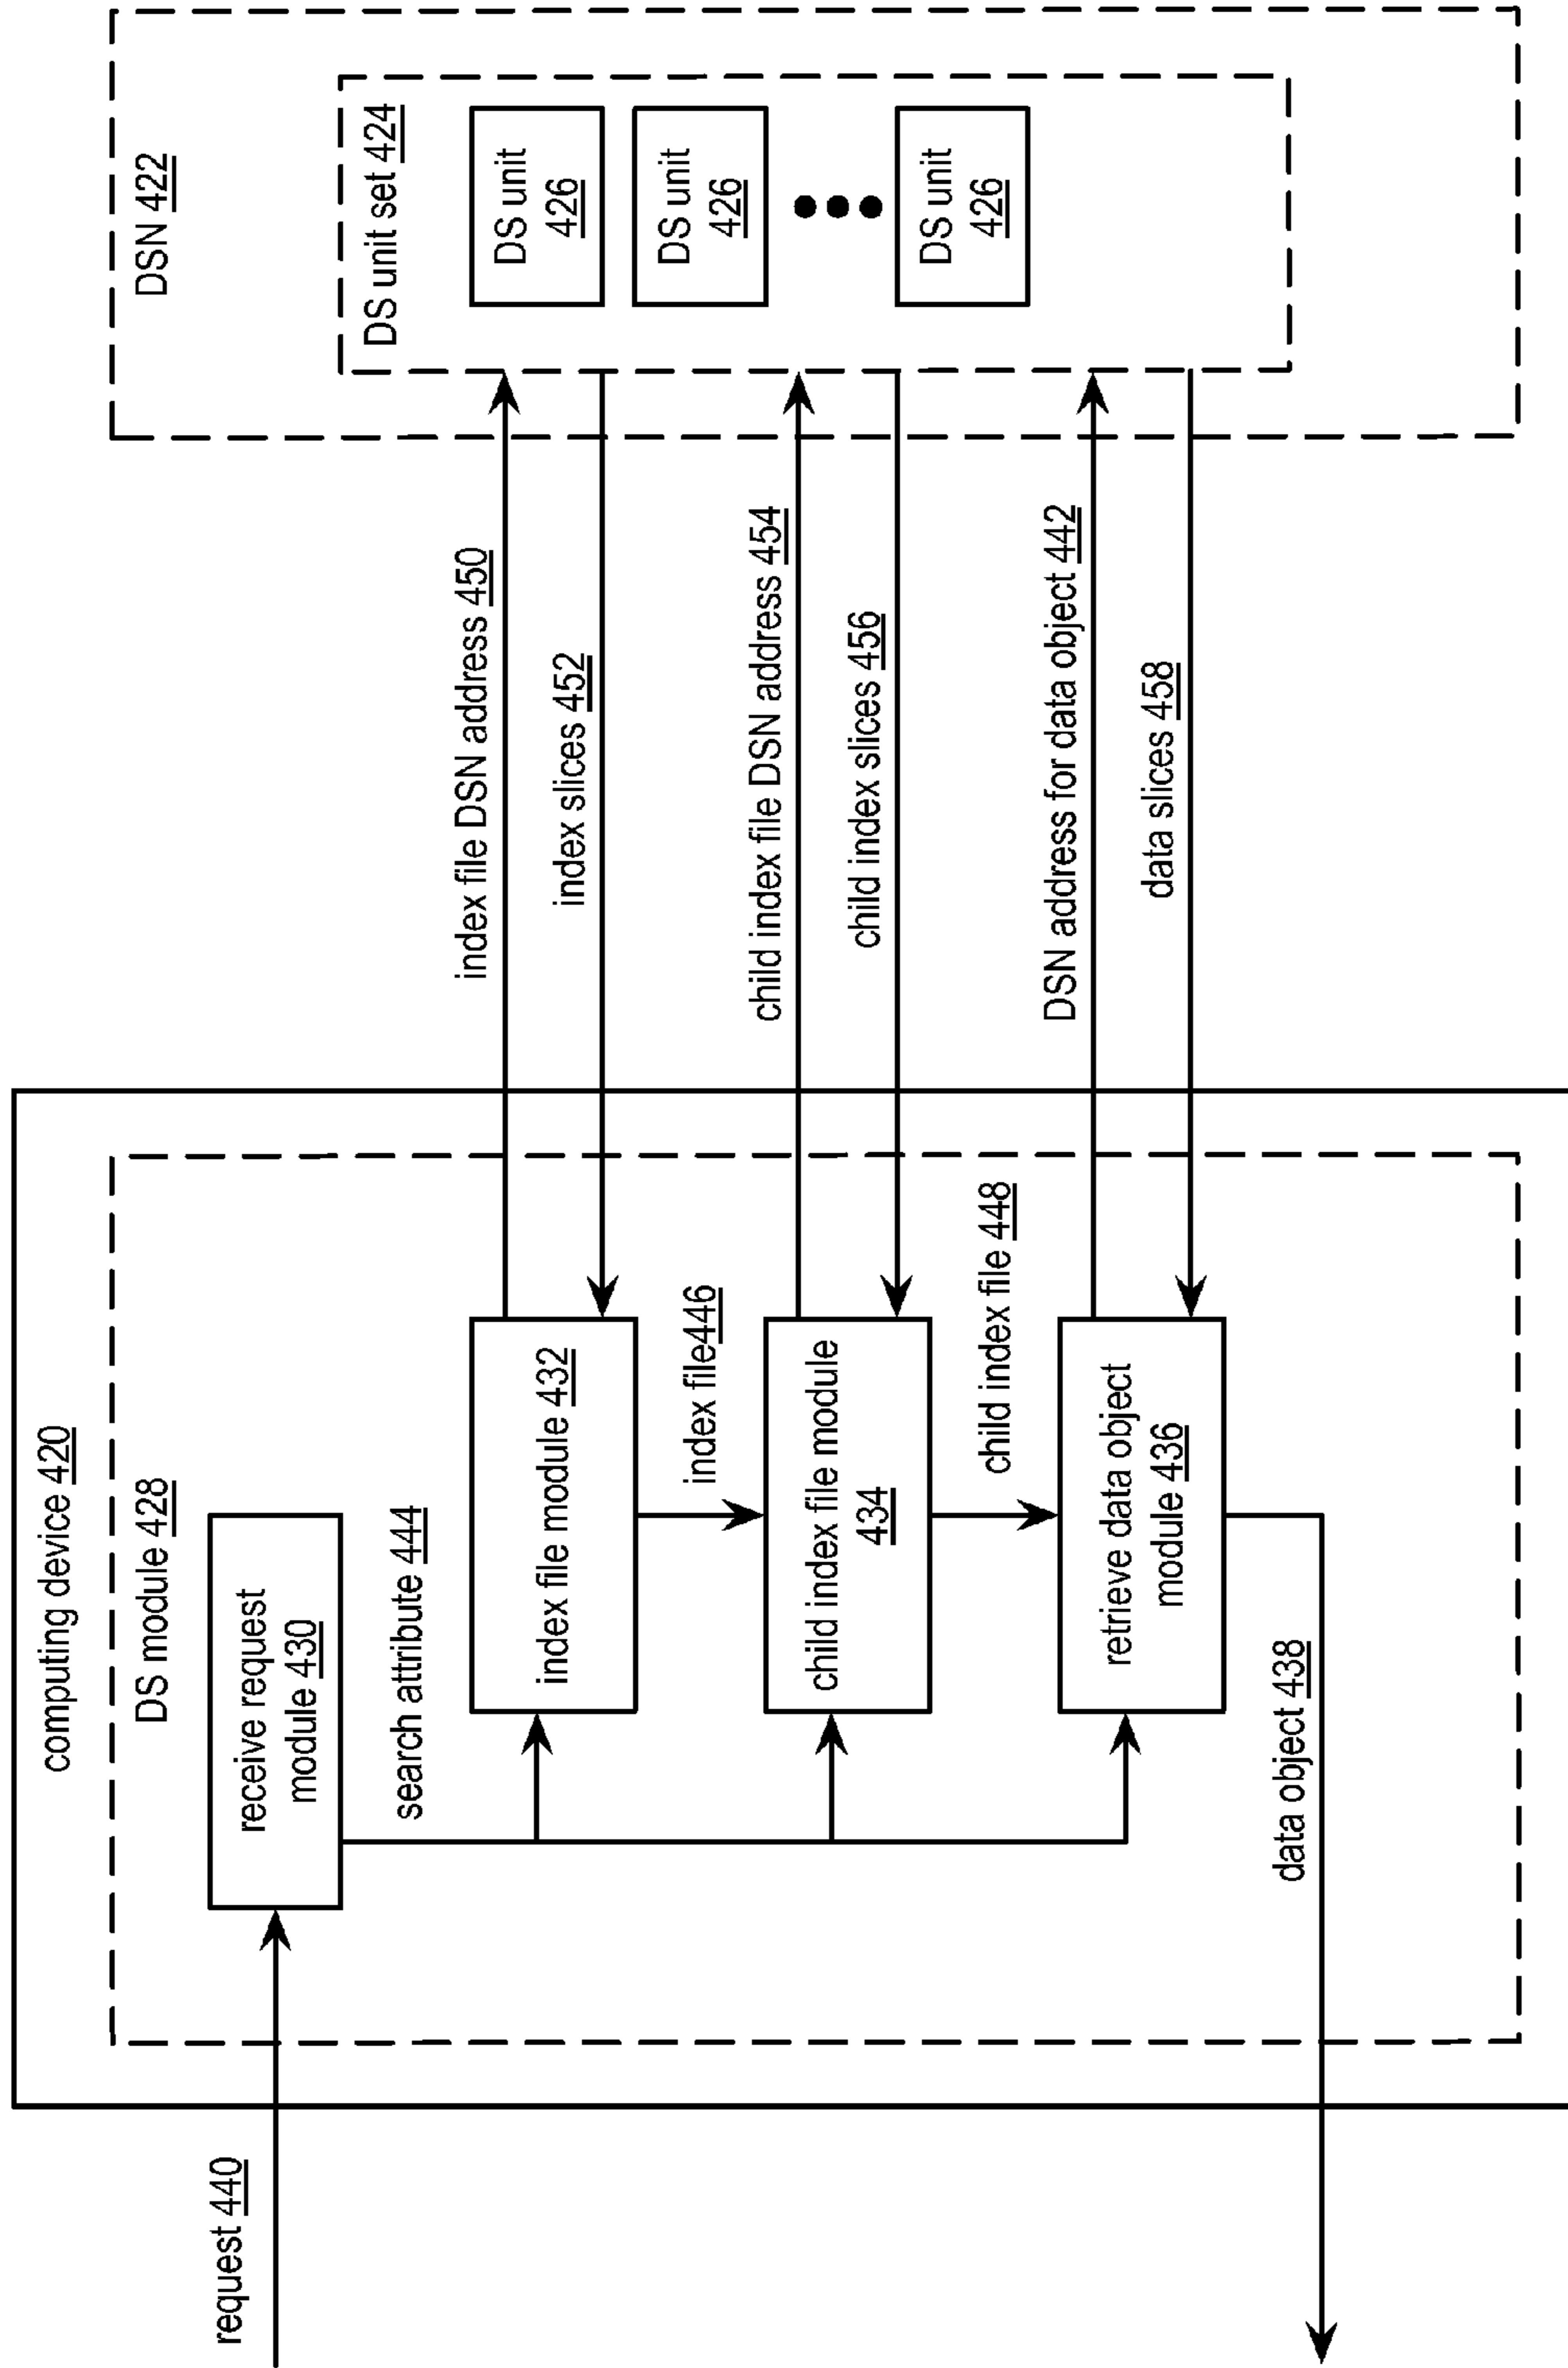 computing device 420
DS module 428
receive request
module 430
request 440
search attribute 444
index file module 432
index file446
child index file module
434
child index file 448
retrieve data object
module 436
data object 438
index file DSN address 450
index slices 452
child index file DSN address 454
child index slices 456
DSN address for data object 442
data slices 458
DSN 422
DS unit set 424
DS unit
426
DS unit
426
DS unit
426